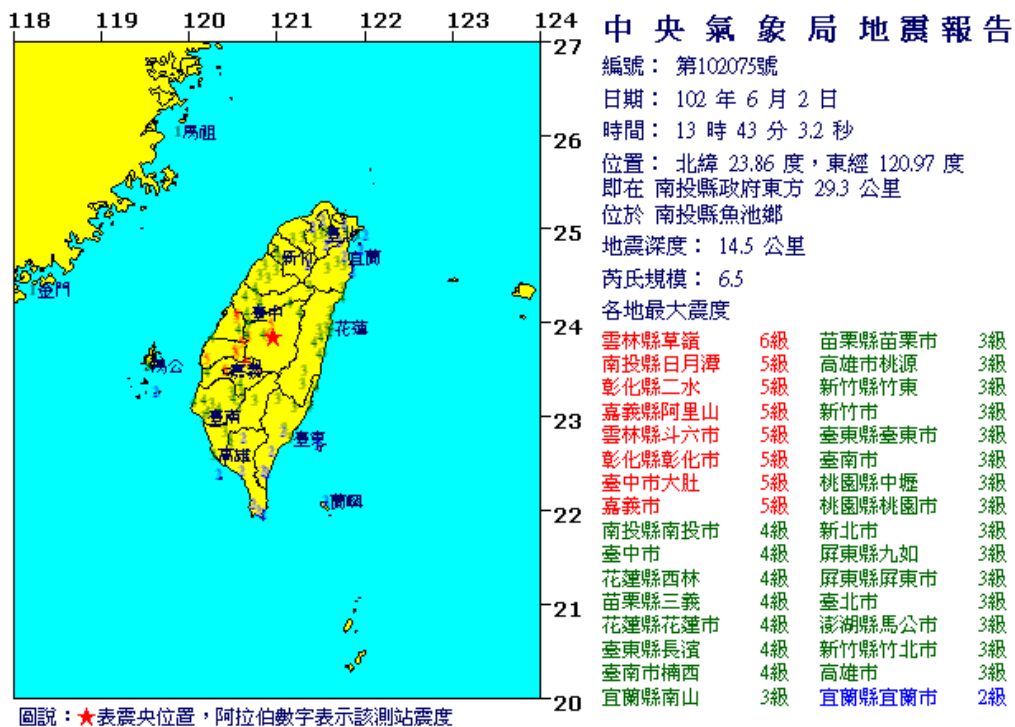 118 119 120 121 122 123 124
27
26
25
24
23
22
21
20
馬祖
金門
臺北
宜蘭
新竹
臺中
花蓮
馬公
嘉義
臺南
臺東
高雄
蘭嶼
圖說：★表震央位置，阿拉伯數字表示該測站震度
中央氣象局地震報告
編號： 第102075號
日期： 102 年 6 月 2 日
時間： 13 時 43 分 3.2 秒
位置： 北緯 23.86 度，東經 120.97 度
即在 南投縣政府東方 29.3 公里
位於 南投縣魚池鄉
地震深度： 14.5 公里
芮氏規模： 6.5
各地最大震度
雲林縣草嶺 6級 苗栗縣苗栗市 3級
南投縣日月潭 5級 高雄市桃源 3級
彰化縣二水 5級 新竹縣竹東 3級
嘉義縣阿里山 5級 新竹市 3級
雲林縣斗六市 5級 臺東縣臺東市 3級
彰化縣彰化市 5級 臺南市 3級
臺中市大肚 5級 桃園縣中壢 3級
嘉義市 5級 桃園縣桃園市 3級
南投縣南投市 4級 新北市 3級
臺中市 4級 屏東縣九如 3級
花蓮縣西林 4級 屏東縣屏東市 3級
苗栗縣三義 4級 臺北市 3級
花蓮縣花蓮市 4級 澎湖縣馬公市 3級
臺東縣長濱 4級 新竹縣竹北市 3級
臺南市楠西 4級 高雄市 3級
宜蘭縣南山 3級 宜蘭縣宜蘭市 2級